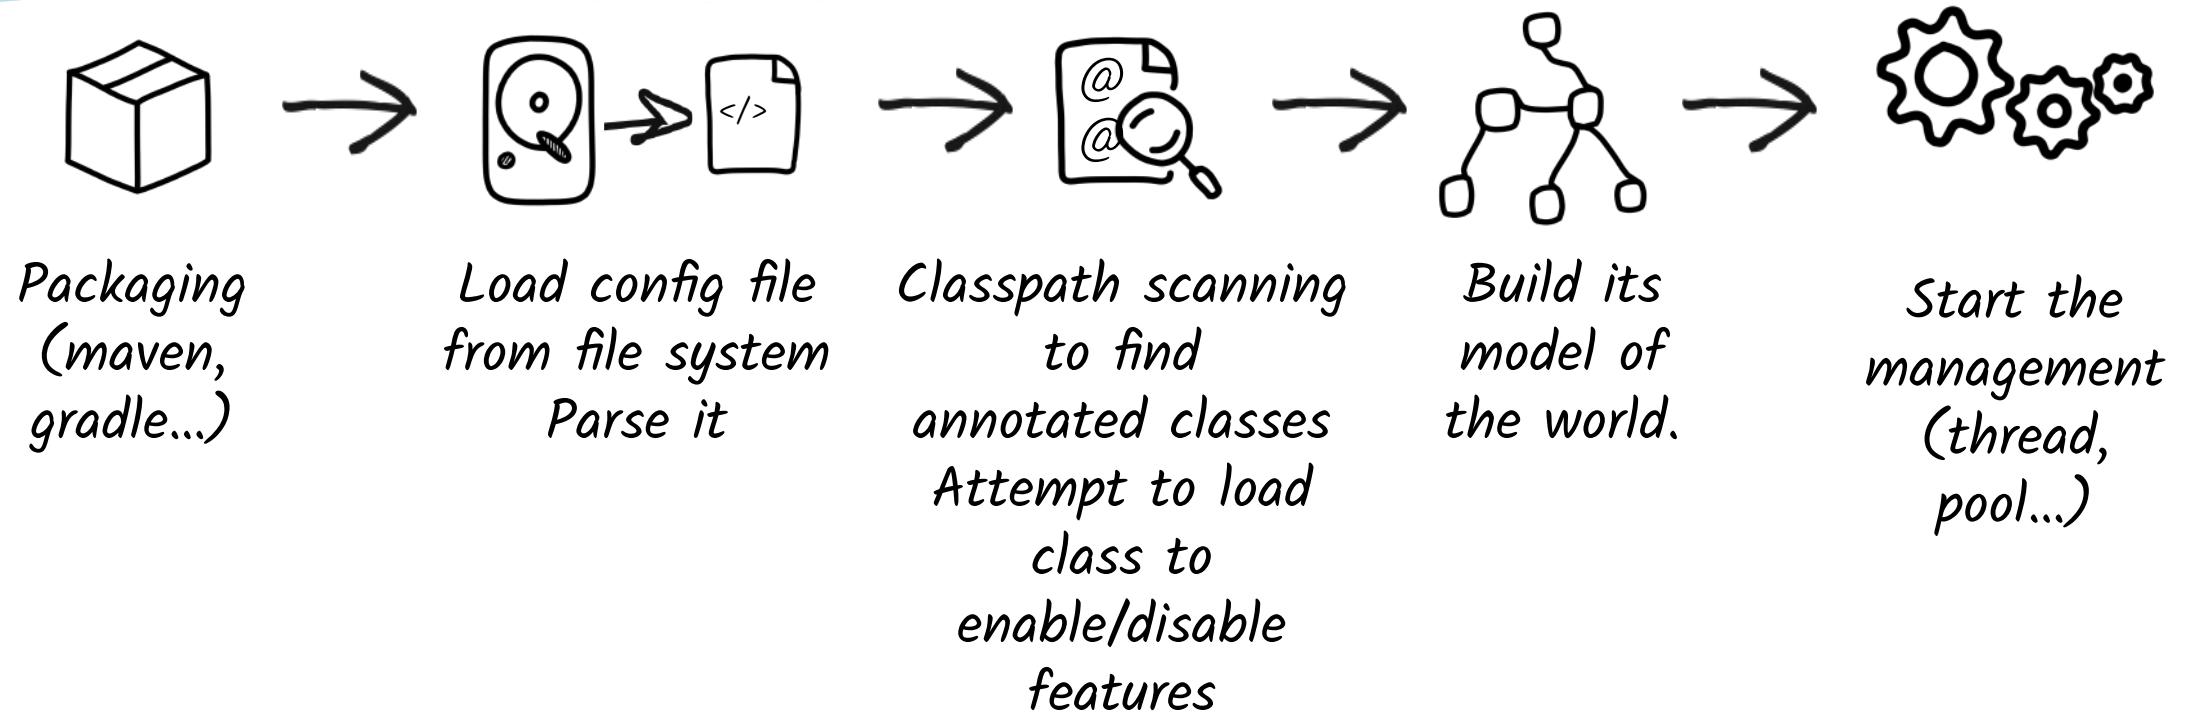 </>
@
@
Packaging
(maven,
gradle...)
Load config file
from file system
Parse it
Classpath scanning
to find
annotated classes
Attempt to load
class to
enable/disable
features
Build its
model of
the world.
Start the
management
(thread,
pool...)